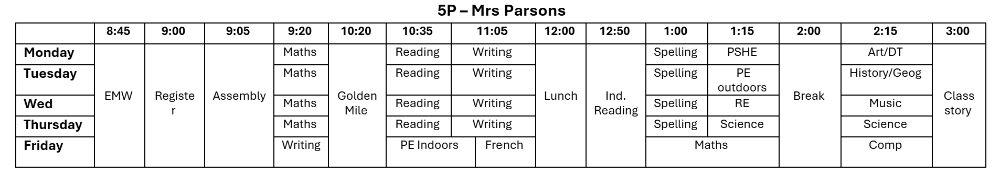 5P – Mrs Parsons
8:45 9:00 9:05 9:20 10:20 10:35 11:05 12:00 12:50 1:00 1:15 2:00 2:15 3:00
Monday Maths Reading Writing Spelling PSHE Art/DT
Tuesday Maths Reading Writing Spelling PE History/Geog
outdoors
EMW Registe Assembly Golden Lunch Ind. Break Class
Wed Maths Reading Writing Spelling RE Music
r Mile Reading story
Thursday Maths Reading Writing Spelling Science Science
Friday Writing PE Indoors French Maths Comp